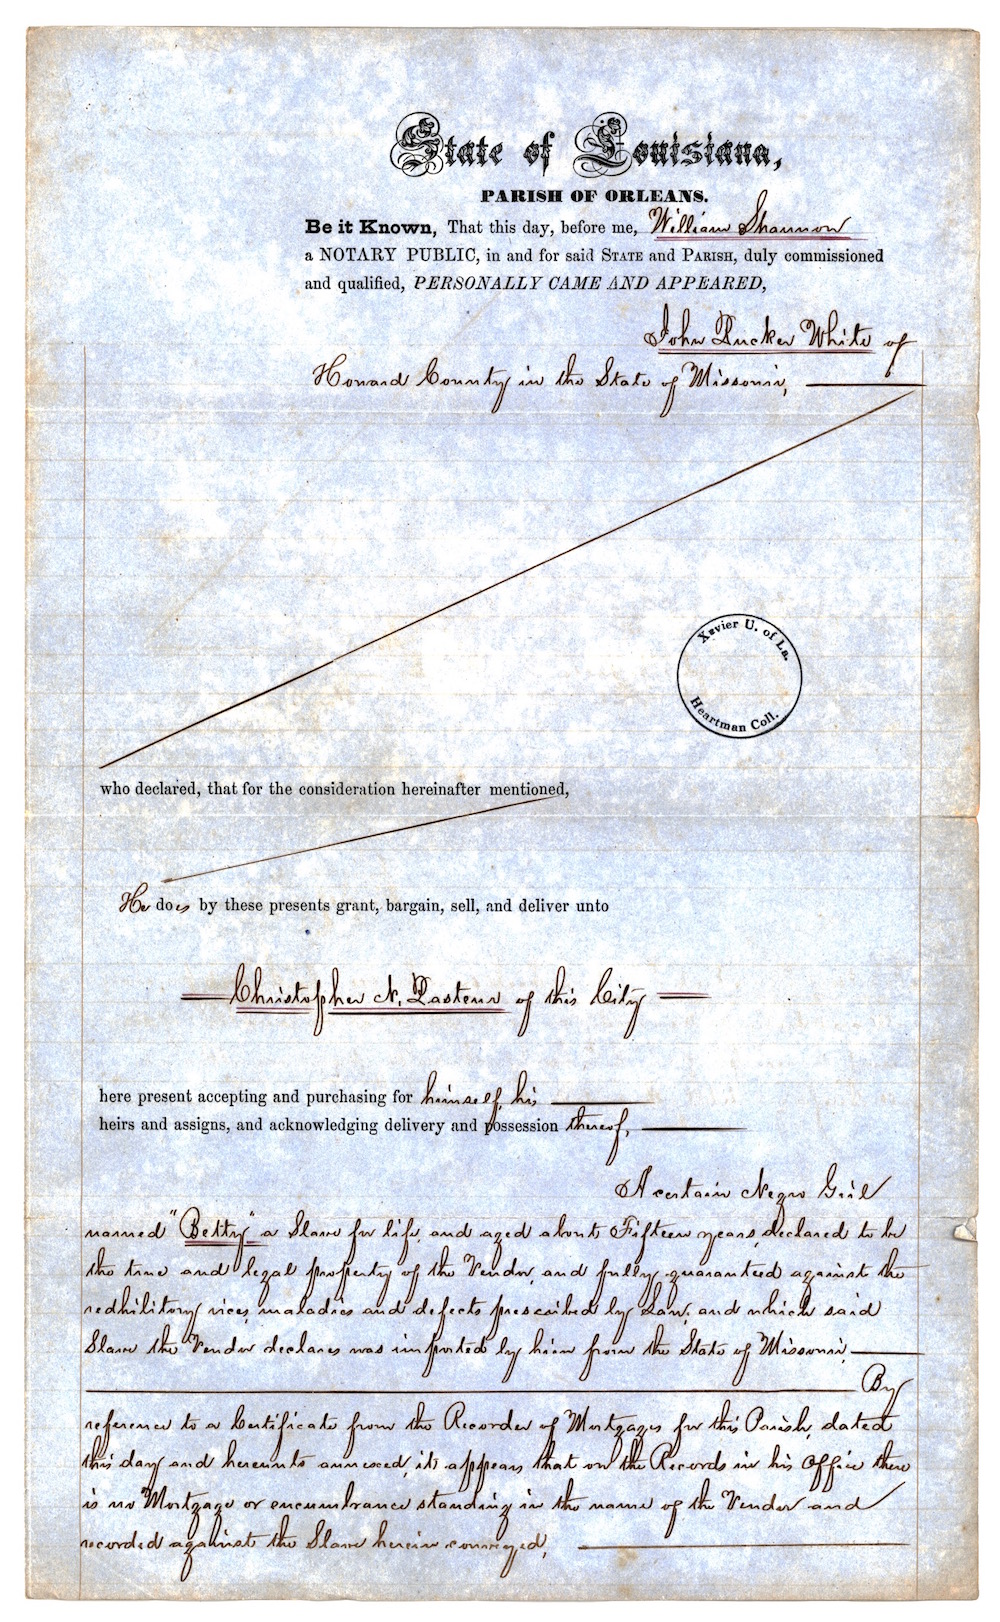 State of Louisiana,
PARISH OF ORLEANS.
Be it Known, That this day, before me, William Shannon
a NOTARY PUBLIC, in and for said STATE and PARISH, duly commissioned
and qualified, PERSONALLY CAME AND APPEARED,
John Tucker White of
Howard County in the State of Missouri,
Xavier U. of La.
Heartman Coll.
who declared, that for the consideration hereinafter mentioned,
He does by these presents grant, bargain, sell, and deliver unto
Christopher N. Pasteur of this City
here present accepting and purchasing for himself, his
heirs and assigns, and acknowledging delivery and possession thereof,
A certain Negro Girl
named "Betty" a Slave for life, and aged about Fifteen years, declared to be
the true and legal property of the Vendor, and fully guaranteed against the
redhibitory vices, maladies and defects prescribed by Law, and which said
Slave the Vendor declares was imported by him from the State of Missouri,
By
reference to a Certificate from the Recorder of Mortgages for this Parish, dated
this day and hereunto annexed, it appears that on the Records in his Office there
is no Mortgage or encumbrance standing in the name of the Vendor and
recorded against the Slave herein conveyed,